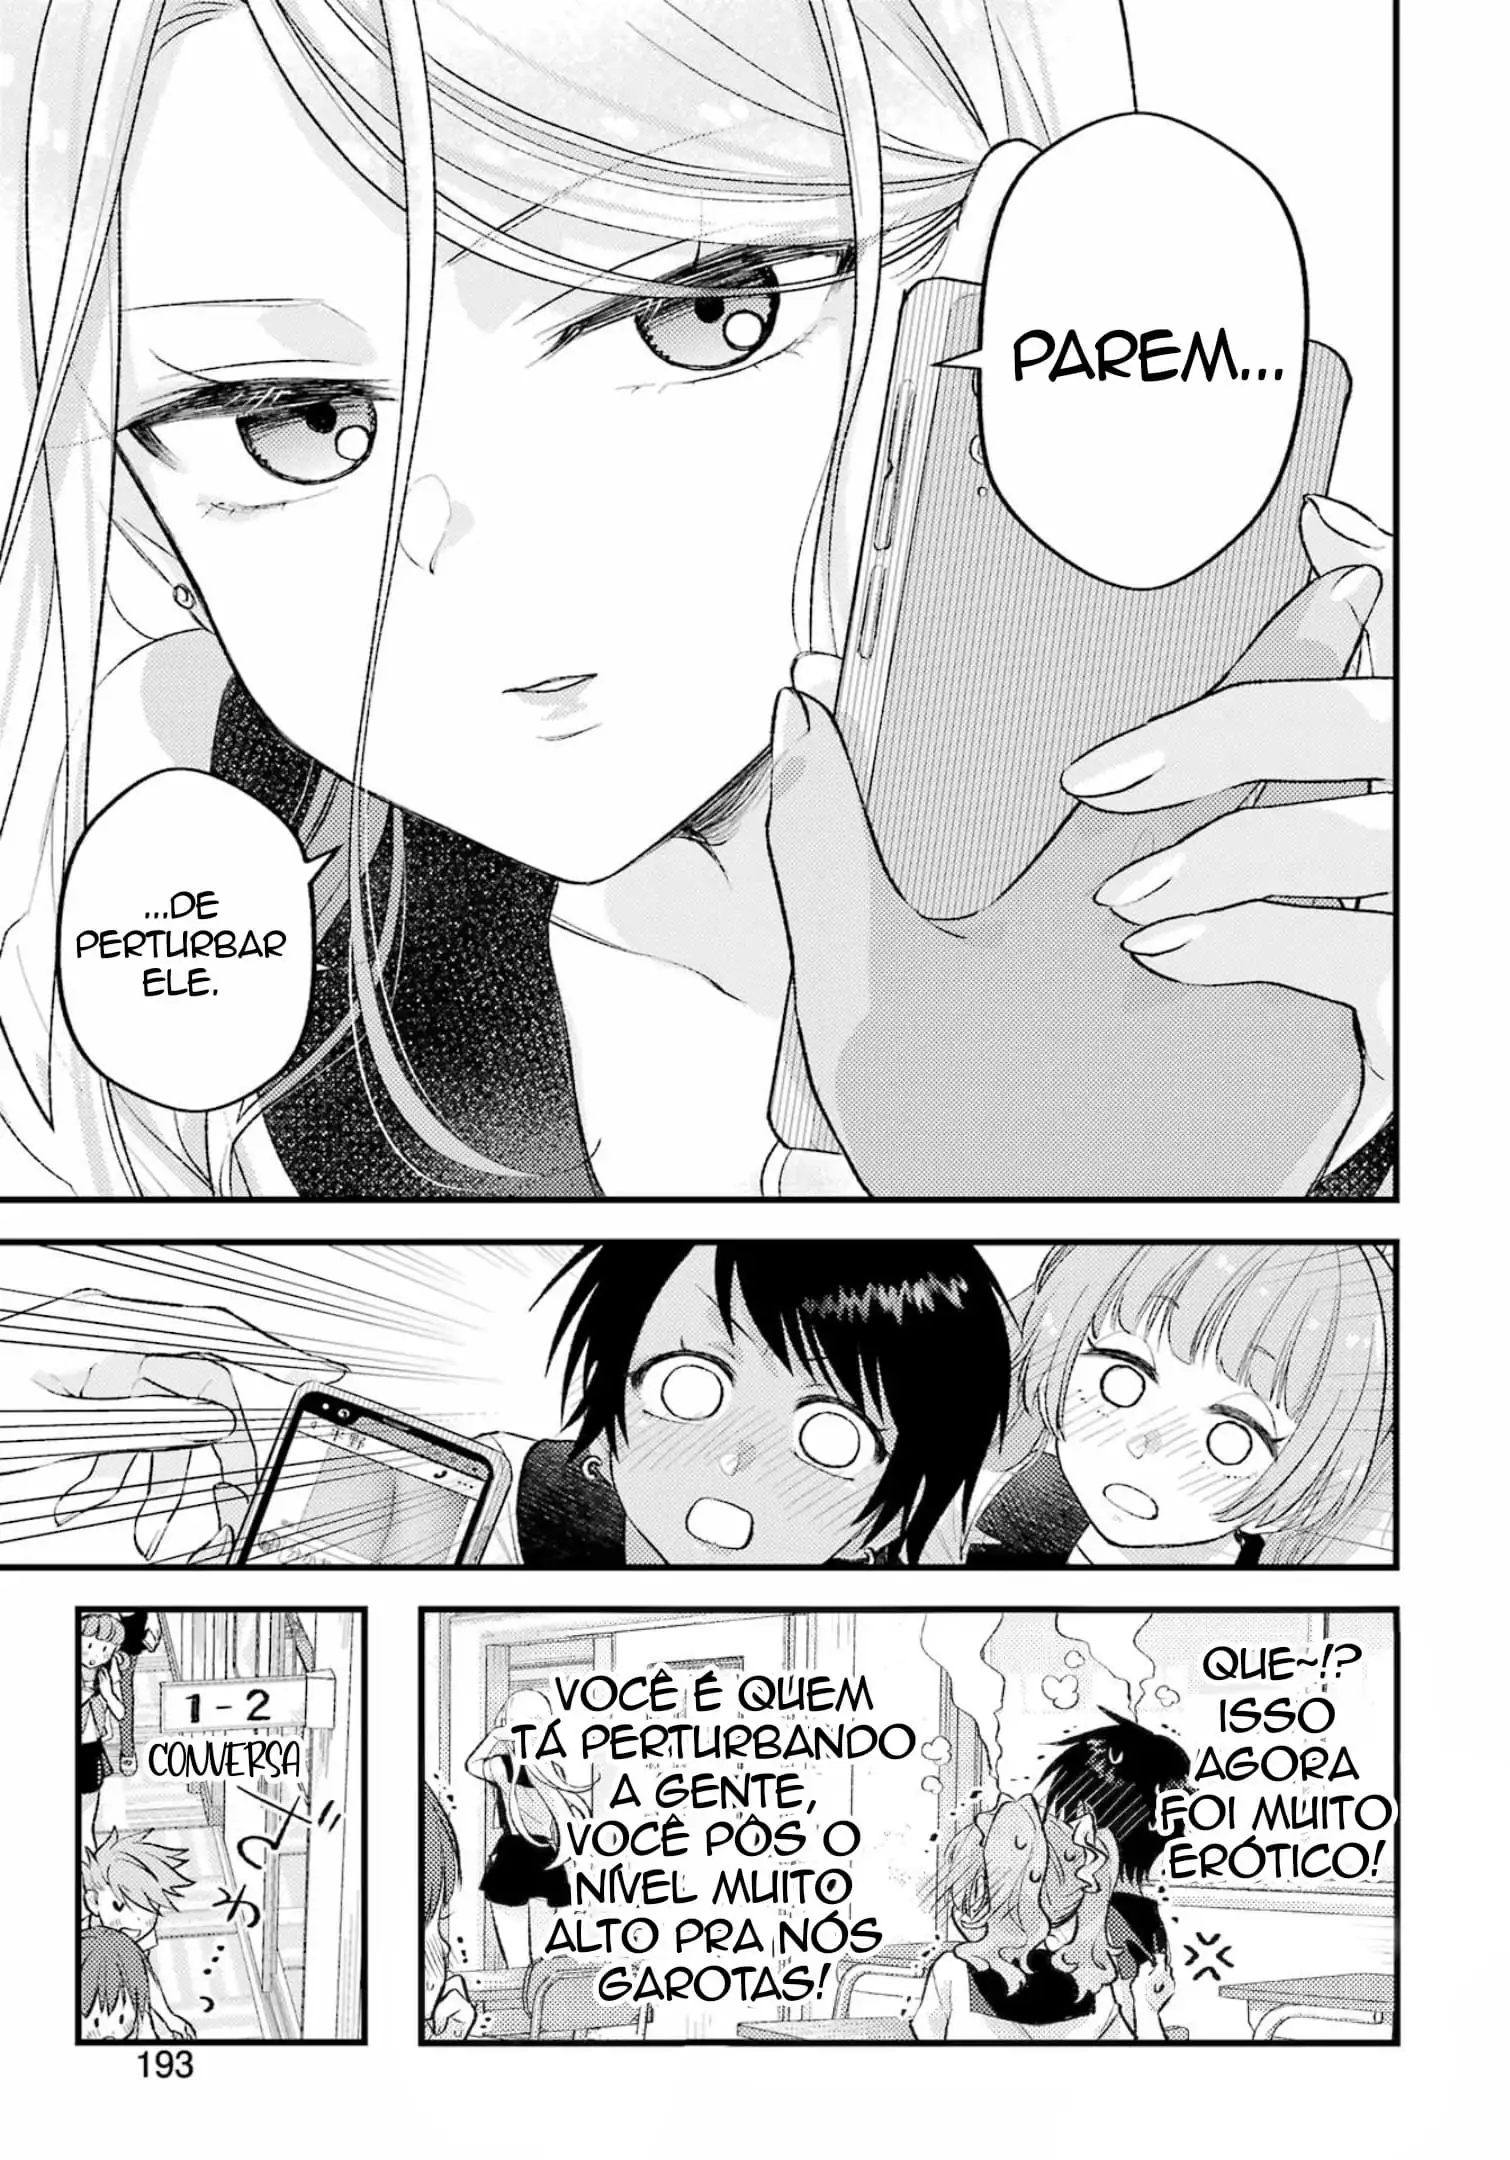 PAREM...
...DE
PERTURBAR
ELE.
QUE~!?
ISSO
AGORA
FOI MUITO
ERÓTICO!
VOCÊ É QUEM
TÁ PERTURBANDO
A GENTE,
VOCÊ PÔS O
NÍVEL MUITO
ALTO PRA NÓS
GAROTAS!
1-2
CONVERSA
193